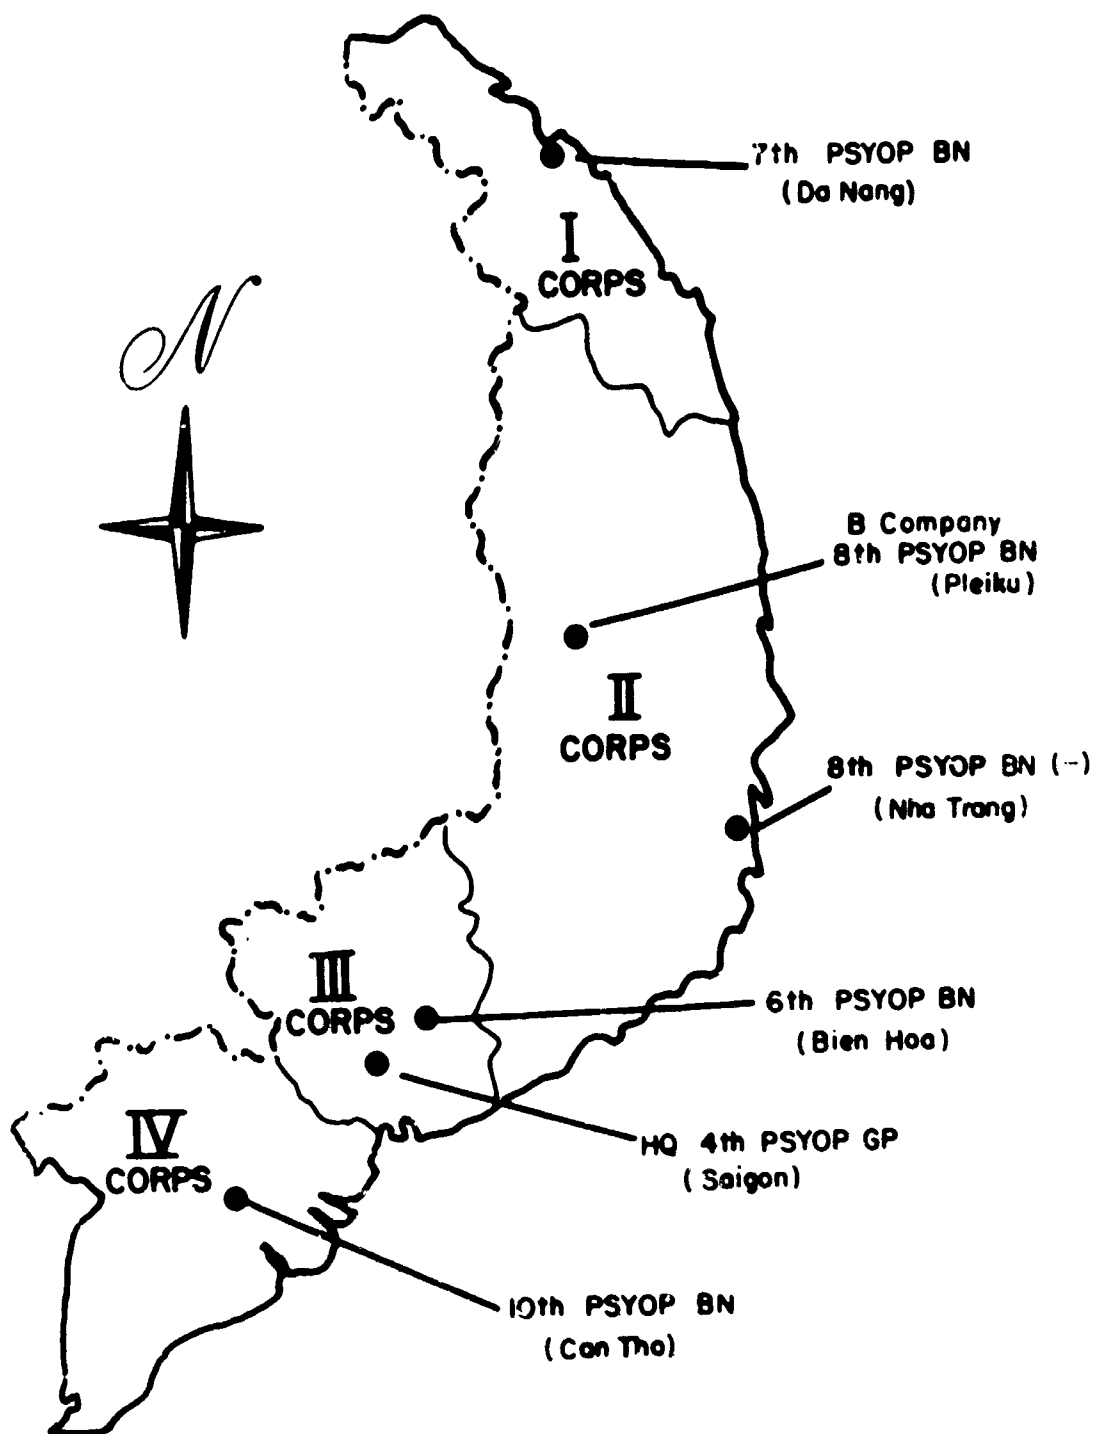 7th PSYOP BN
(Da Nang)
I
CORPS
N
B Company
8th PSYOP BN
(Pleiku)
II
CORPS
8th PSYOP BN (-)
(Nha Trang)
III
CORPS
6th PSYOP BN
(Bien Hoa)
IV
CORPS
HQ 4th PSYOP GP
(Saigon)
10th PSYOP BN
(Can Tho)